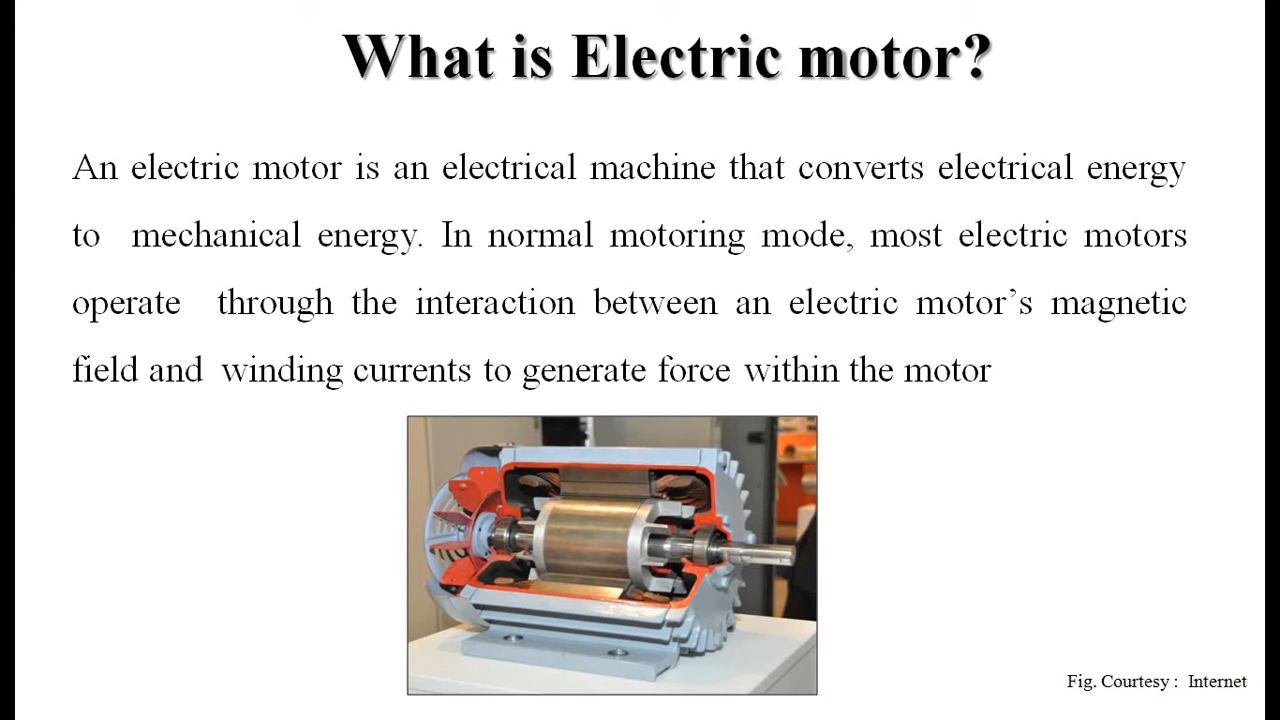 What is Electric motor?
An electric motor is an electrical machine that converts electrical energy
to mechanical energy. In normal motoring mode, most electric motors
operate through the interaction between an electric motor’s magnetic
field and winding currents to generate force within the motor
Fig. Courtesy : Internet